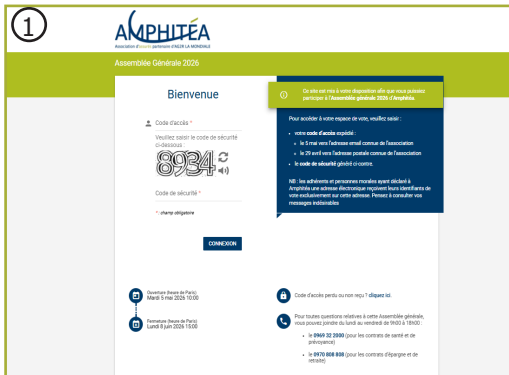 1
AMPHITÉA
Association d'assurés partenaire d'AG2R LA MONDIALE
Assemblée Générale 2026
Bienvenue
Code d'accès *
Veuillez saisir le code de sécurité
ci-dessous :
8934
Code de sécurité *
* : champ obligatoire
CONNEXION
Ce site est mis à votre disposition afin que vous puissiez
participer à l'Assemblée générale 2026 d'Amphitéa.
Pour accéder à votre espace de vote, veuillez saisir :
• votre code d'accès expédié :
le 5 mai vers l'adresse email connue de l'association
le 29 avril vers l'adresse postale connue de l'association
• le code de sécurité généré ci-contre.
NB : les adhérents et personnes morales ayant déclaré à
Amphitéa une adresse électronique reçoivent leurs identifiants de
vote exclusivement sur cette adresse. Pensez à consulter vos
messages indésirables
Ouverture (heure de Paris)
Mardi 5 mai 2026 10:00
Fermeture (heure de Paris)
Lundi 8 juin 2026 15:00
Code d'accès perdu ou non reçu ? cliquez ici.
Pour toutes questions relatives à cette Assemblée générale,
vous pouvez joindre du lundi au vendredi de 9h00 à 18h00 :
• le 0969 32 2000 (pour les contrats de santé et de
prévoyance)
• le 0970 808 808 (pour les contrats d'épargne et de
retraite)